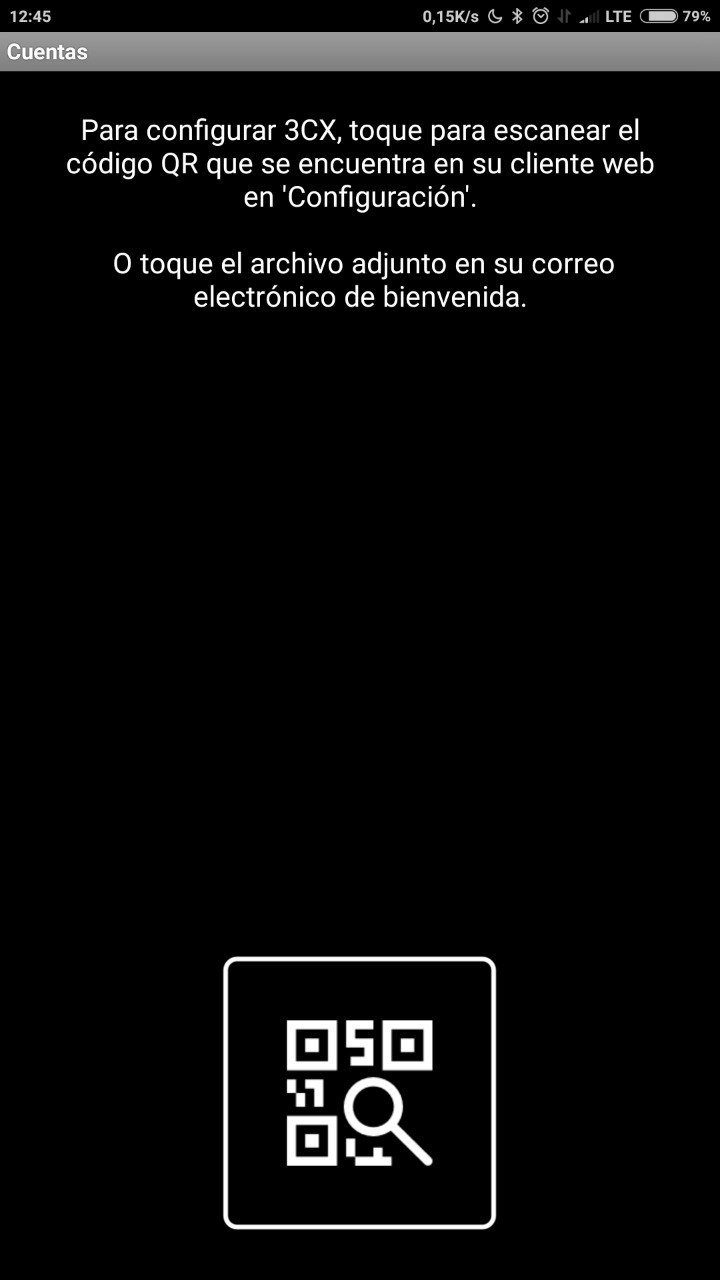 12:45 0,15K/s LTE 79%
Cuentas
Para configurar 3CX, toque para escanear el
código QR que se encuentra en su cliente web
en 'Configuración'.
O toque el archivo adjunto en su correo
electrónico de bienvenida.